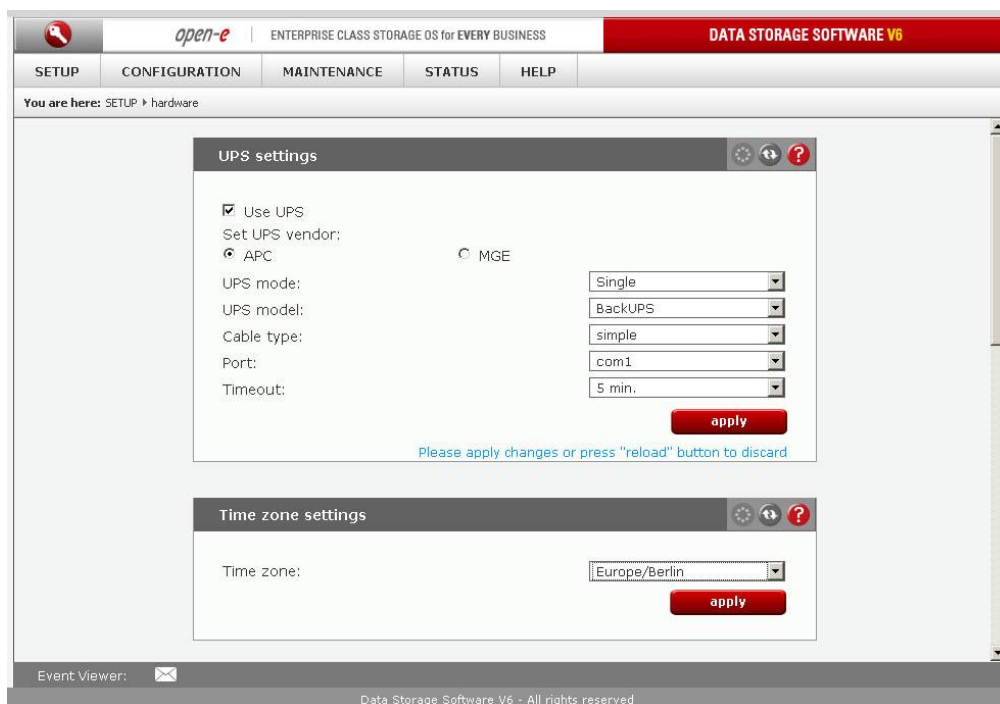 open-e ENTERPRISE CLASS STORAGE OS for EVERY BUSINESS DATA STORAGE SOFTWARE V6
SETUP CONFIGURATION MAINTENANCE STATUS HELP
You are here: SETUP hardware
UPS settings
Use UPS
Set UPS vendor:
APC MGE
UPS mode: Single
UPS model: BackUPS
Cable type: simple
Port: com1
Timeout: 5 min.
apply
Please apply changes or press "reload" button to discard
Time zone settings
Time zone: Europe/Berlin
apply
Event Viewer:
Data Storage Software V6 - All rights reserved